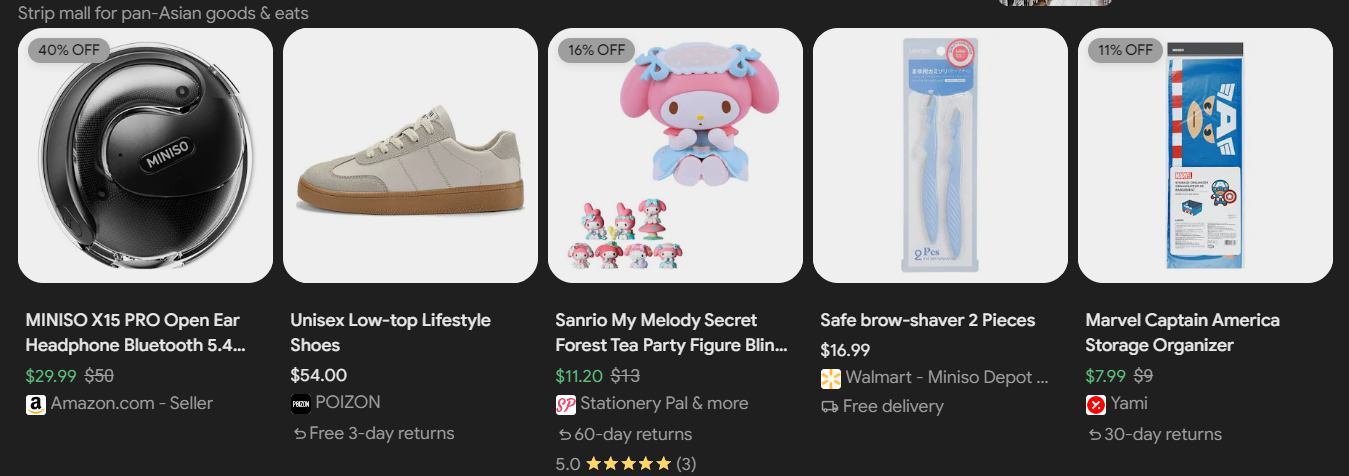 Strip mall for pan-Asian goods & eats
40% OFF
MINISO
MINISO X15 PRO Open Ear
Headphone Bluetooth 5.4...
$29.99 $50
a Amazon.com - Seller
Unisex Low-top Lifestyle
Shoes
$54.00
POIZON POIZON
Free 3-day returns
16% OFF
Sanrio My Melody Secret
Forest Tea Party Figure Blin...
$11.20 $13
SP Stationery Pal & more
60-day returns
5.0 ★★★★★ (3)
2 Pcs
Safe brow-shaver 2 Pieces
$16.99
Walmart - Miniso Depot ...
Free delivery
11% OFF
MINISO
MARVEL
Marvel Captain America
Storage Organizer
$7.99 $9
Yami
30-day returns